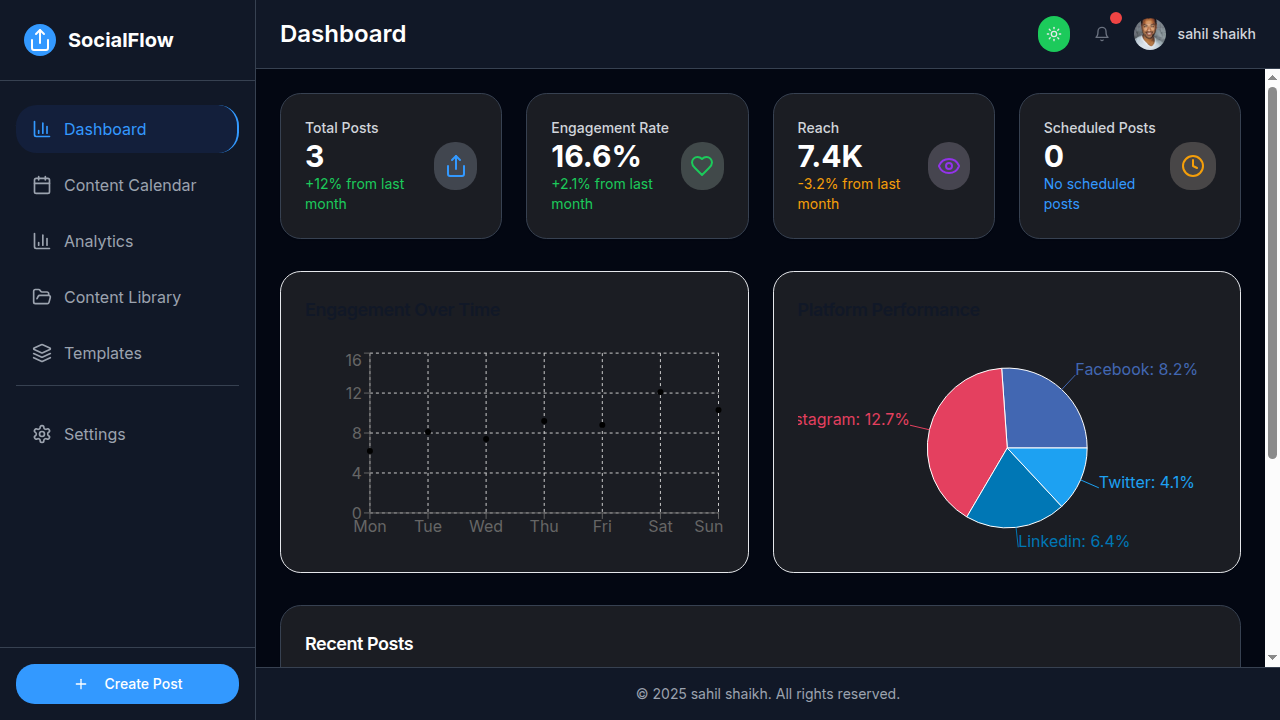 SocialFlow
Dashboard
Content Calendar
Analytics
Content Library
Templates
Settings
+ Create Post
Dashboard
sahil shaikh
Total Posts
3
+12% from last
month
Engagement Rate
16.6%
+2.1% from last
month
Reach
7.4K
-3.2% from last
month
Scheduled Posts
0
No scheduled
posts
Engagement Over Time
16
12
8
4
0
Mon Tue Wed Thu Fri Sat Sun
Platform Performance
Facebook: 8.2%
stagram: 12.7%
Twitter: 4.1%
Linkedin: 6.4%
Recent Posts
© 2025 sahil shaikh. All rights reserved.